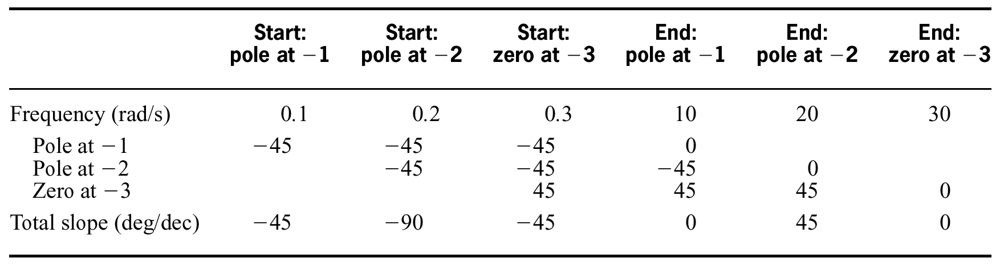 Start: Start: Start: End: End: End:
pole at −1 pole at −2 zero at −3 pole at −1 pole at −2 zero at −3
Frequency (rad/s) 0.1 0.2 0.3 10 20 30
Pole at −1 −45 −45 −45 0
Pole at −2 −45 −45 −45 0
Zero at −3 45 45 45 0
Total slope (deg/dec) −45 −90 −45 0 45 0